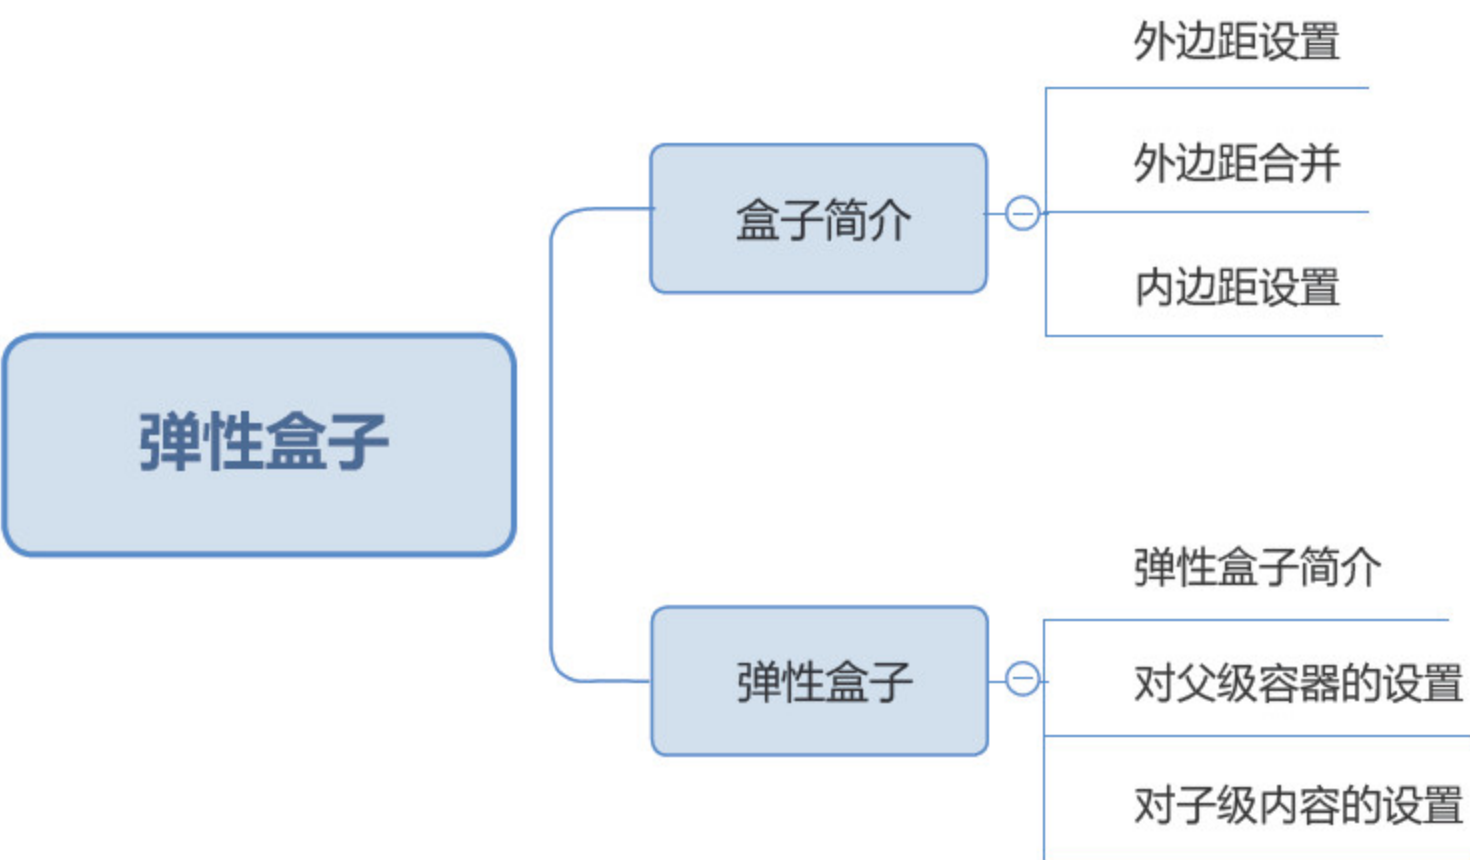 弹性盒子
盒子简介
外边距设置
外边距合并
内边距设置
弹性盒子
弹性盒子简介
对父级容器的设置
对子级内容的设置